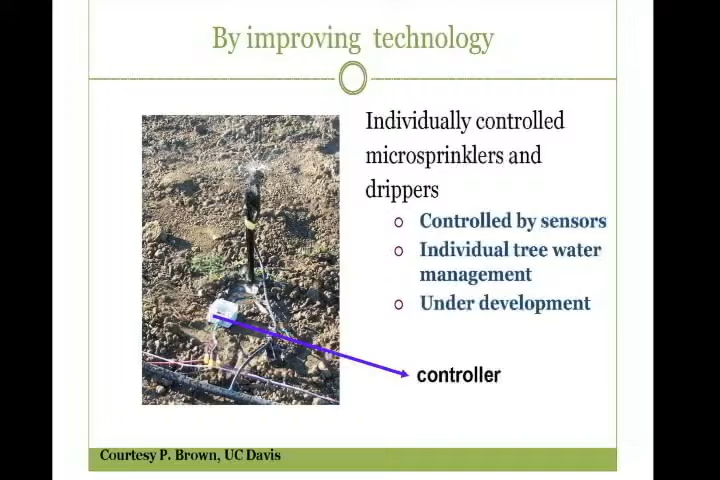 By improving technology
Individually controlled
microsprinklers and
drippers
Controlled by sensors
Individual tree water
management
Under development
controller
Courtesy P. Brown, UC Davis